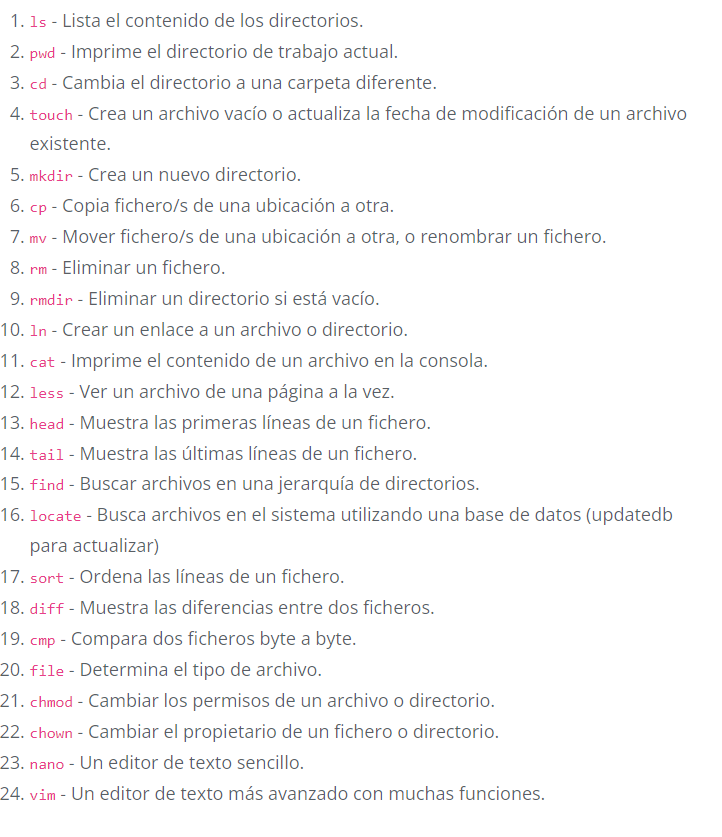 1. ls - Lista el contenido de los directorios.
2. pwd - Imprime el directorio de trabajo actual.
3. cd - Cambia el directorio a una carpeta diferente.
4. touch - Crea un archivo vacío o actualiza la fecha de modificación de un archivo
existente.
5. mkdir - Crea un nuevo directorio.
6. cp - Copia fichero/s de una ubicación a otra.
7. mv - Mover fichero/s de una ubicación a otra, o renombrar un fichero.
8. rm - Eliminar un fichero.
9. rmdir - Eliminar un directorio si está vacío.
10. ln - Crear un enlace a un archivo o directorio.
11. cat - Imprime el contenido de un archivo en la consola.
12. less - Ver un archivo de una página a la vez.
13. head - Muestra las primeras líneas de un fichero.
14. tail - Muestra las últimas líneas de un fichero.
15. find - Buscar archivos en una jerarquía de directorios.
16. locate - Busca archivos en el sistema utilizando una base de datos (updatedb
para actualizar)
17. sort - Ordena las líneas de un fichero.
18. diff - Muestra las diferencias entre dos ficheros.
19. cmp - Compara dos ficheros byte a byte.
20. file - Determina el tipo de archivo.
21. chmod - Cambiar los permisos de un archivo o directorio.
22. chown - Cambiar el propietario de un fichero o directorio.
23. nano - Un editor de texto sencillo.
24. vim - Un editor de texto más avanzado con muchas funciones.